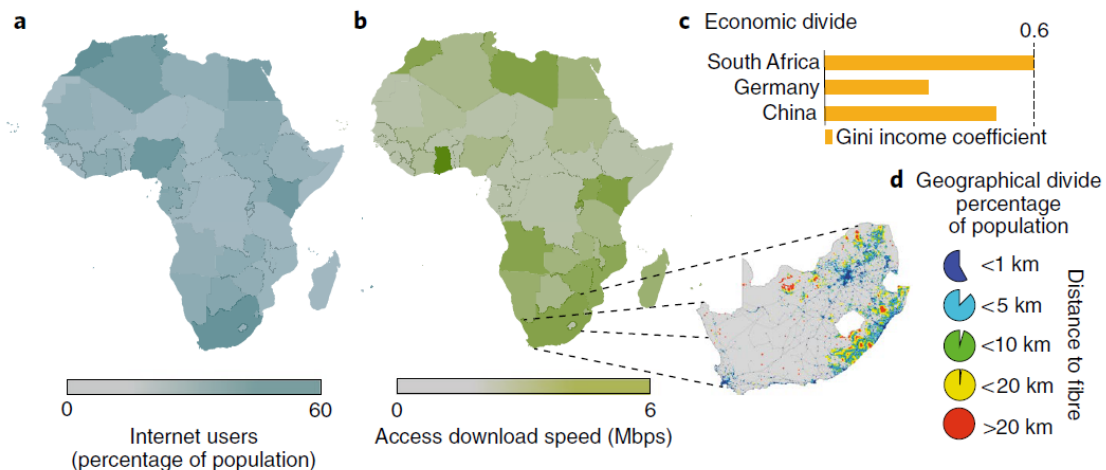 a
0
60
Internet users
(percentage of population)
b
0
6
Access download speed (Mbps)
c Economic divide
0.6
South Africa
Germany
China
Gini income coefficient
d Geographical divide
percentage
of population
<1 km
<5 km
<10 km
<20 km
>20 km
Distance to fibre